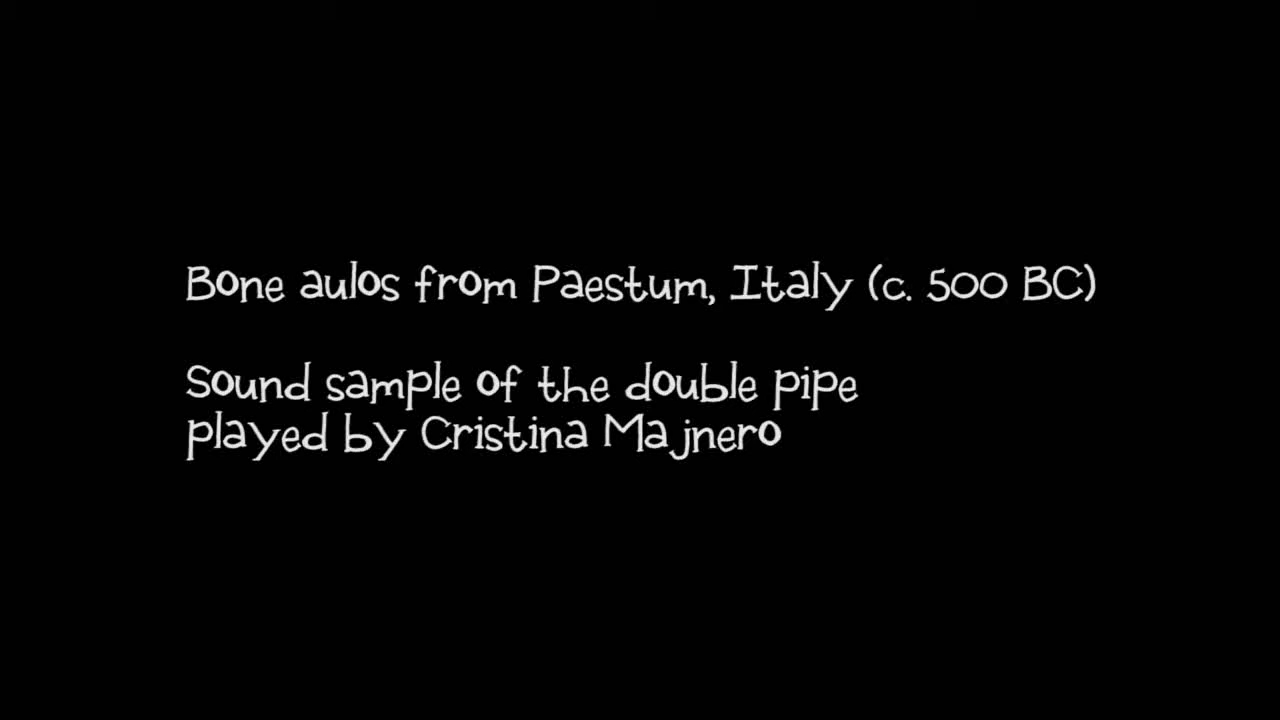 Bone aulos from Paestum, Italy (c. 500 BC)
Sound sample of the double pipe
played by Cristina Majnero